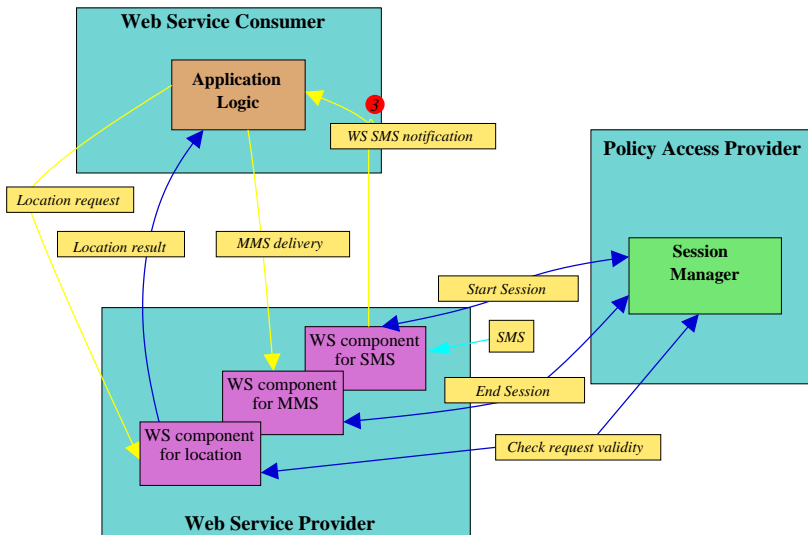 Web Service Consumer
Application
Logic
3
WS SMS notification
Policy Access Provider
Location request
Location result
MMS delivery
Session
Manager
Start Session
SMS
WS component
for SMS
WS component
for MMS
End Session
WS component
for location
Check request validity
Web Service Provider